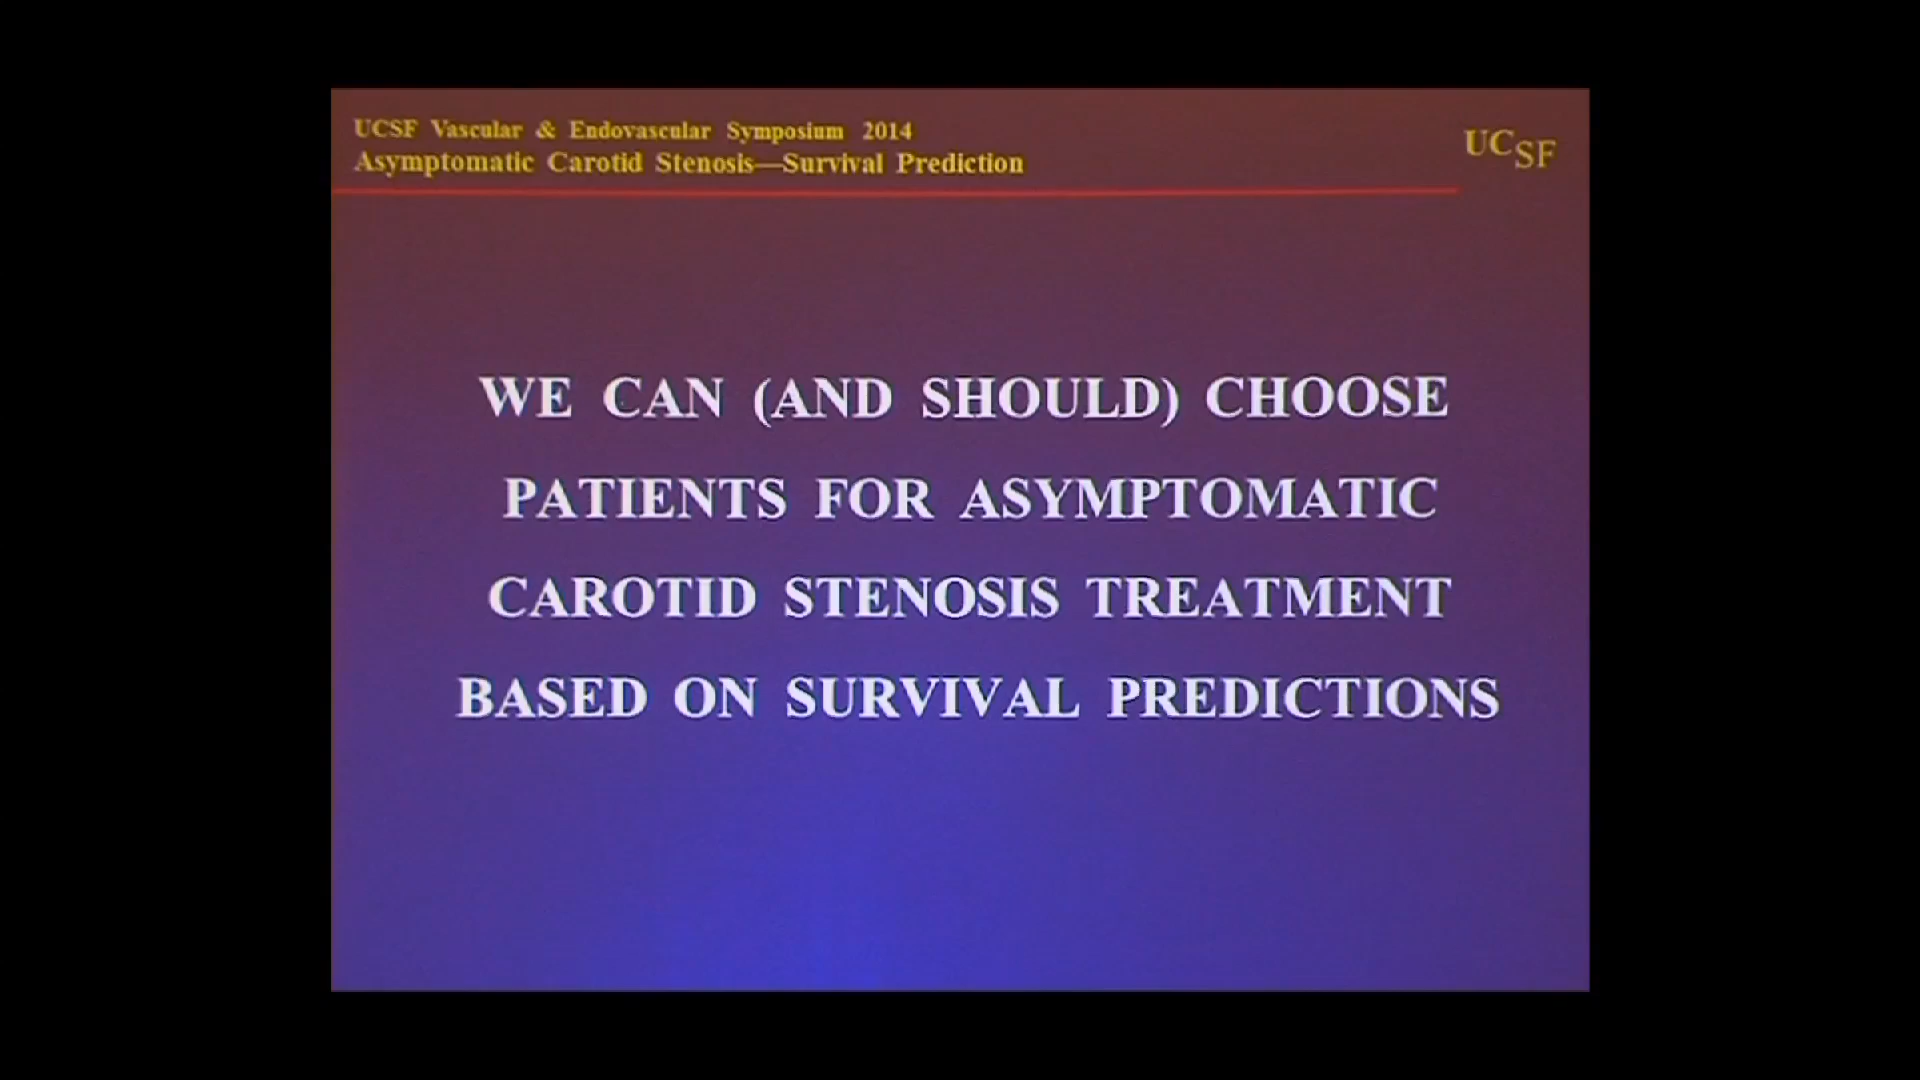 UCSF Vascular & Endovascular Symposium 2014
Asymptomatic Carotid Stenosis—Survival Prediction
UCSF
WE CAN (AND SHOULD) CHOOSE
PATIENTS FOR ASYMPTOMATIC
CAROTID STENOSIS TREATMENT
BASED ON SURVIVAL PREDICTIONS